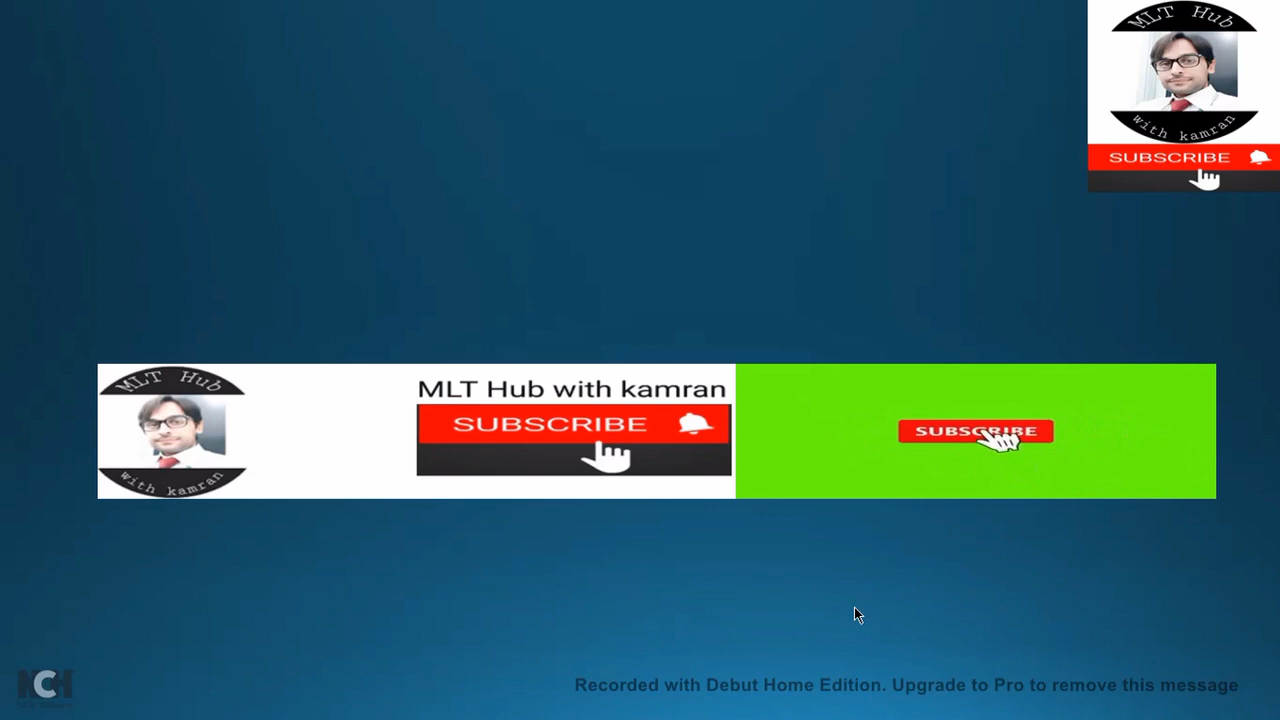 MLT Hub
with kamran
SUBSCRIBE
MLT Hub
with kamran
MLT Hub with kamran
SUBSCRIBE
SUBSCRIBE
NCH
Recorded with Debut Home Edition. Upgrade to Pro to remove this message